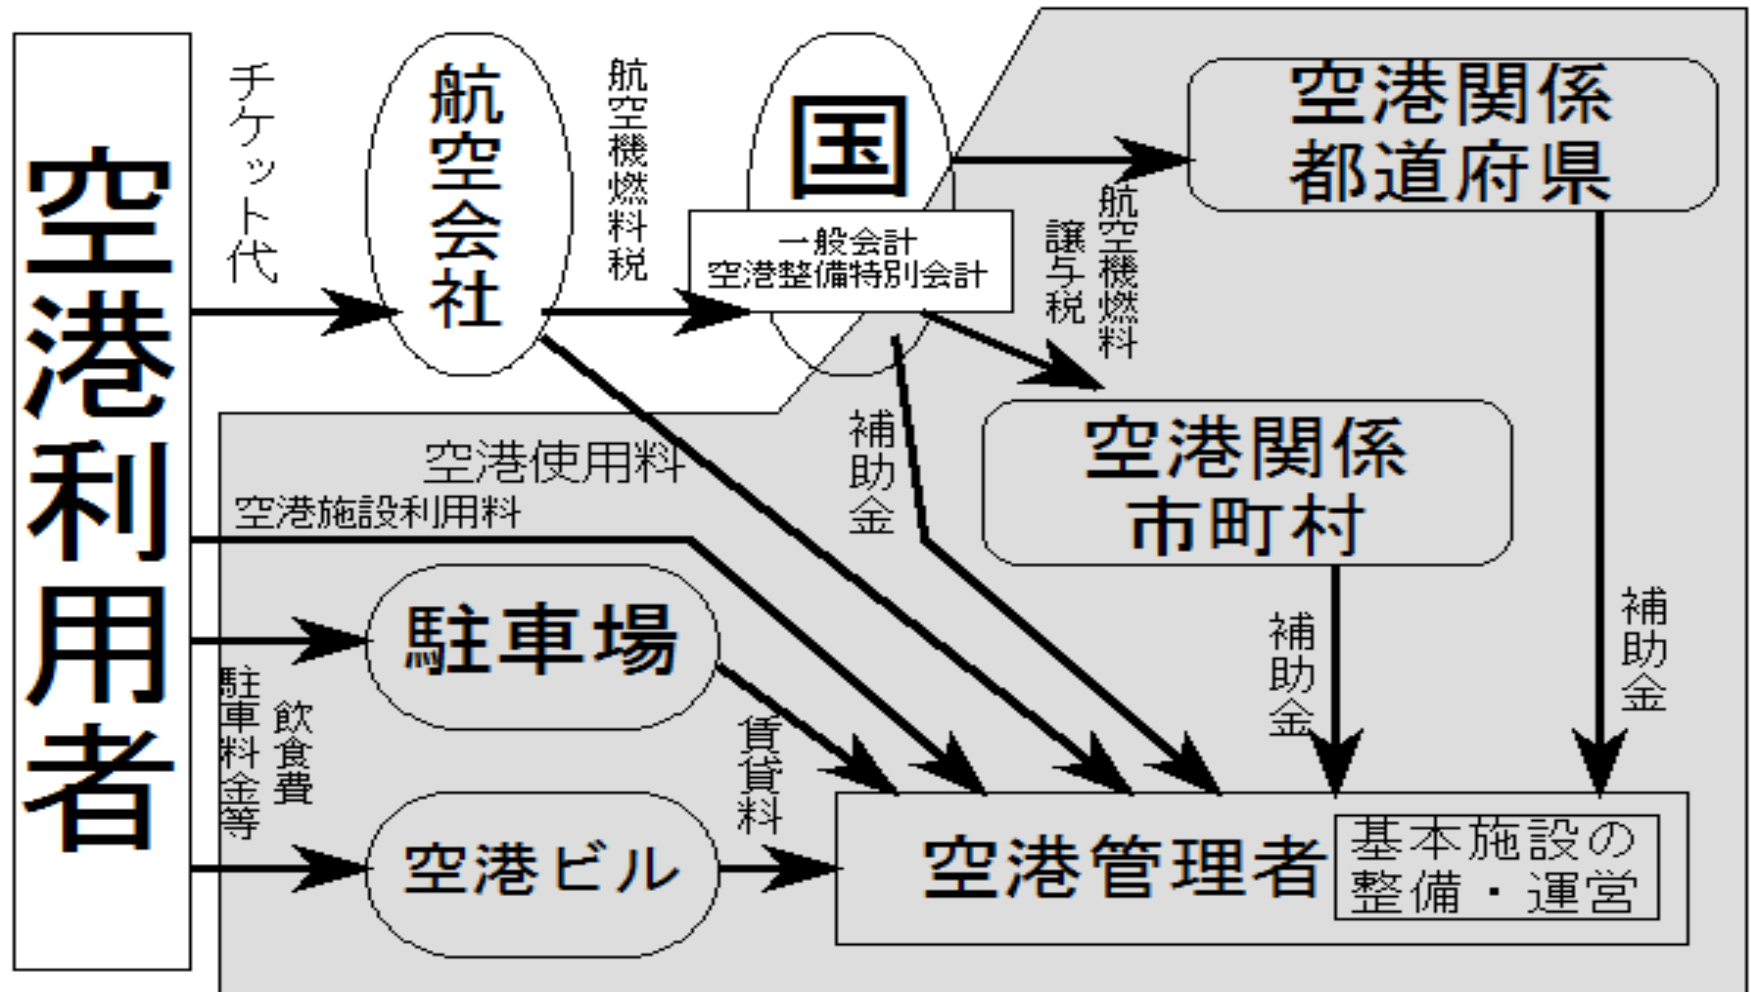 空港利用者
チケット代
航空会社
航空機燃料税
国
一般会計
空港整備特別会計
空港関係
都道府県
航空機燃料
譲与税
空港関係
市町村
補助金
空港使用料
空港施設利用料
駐車場
飲食費
駐車料金等
賃貸料
空港ビル
補助金
補助金
空港管理者
基本施設の
整備・運営